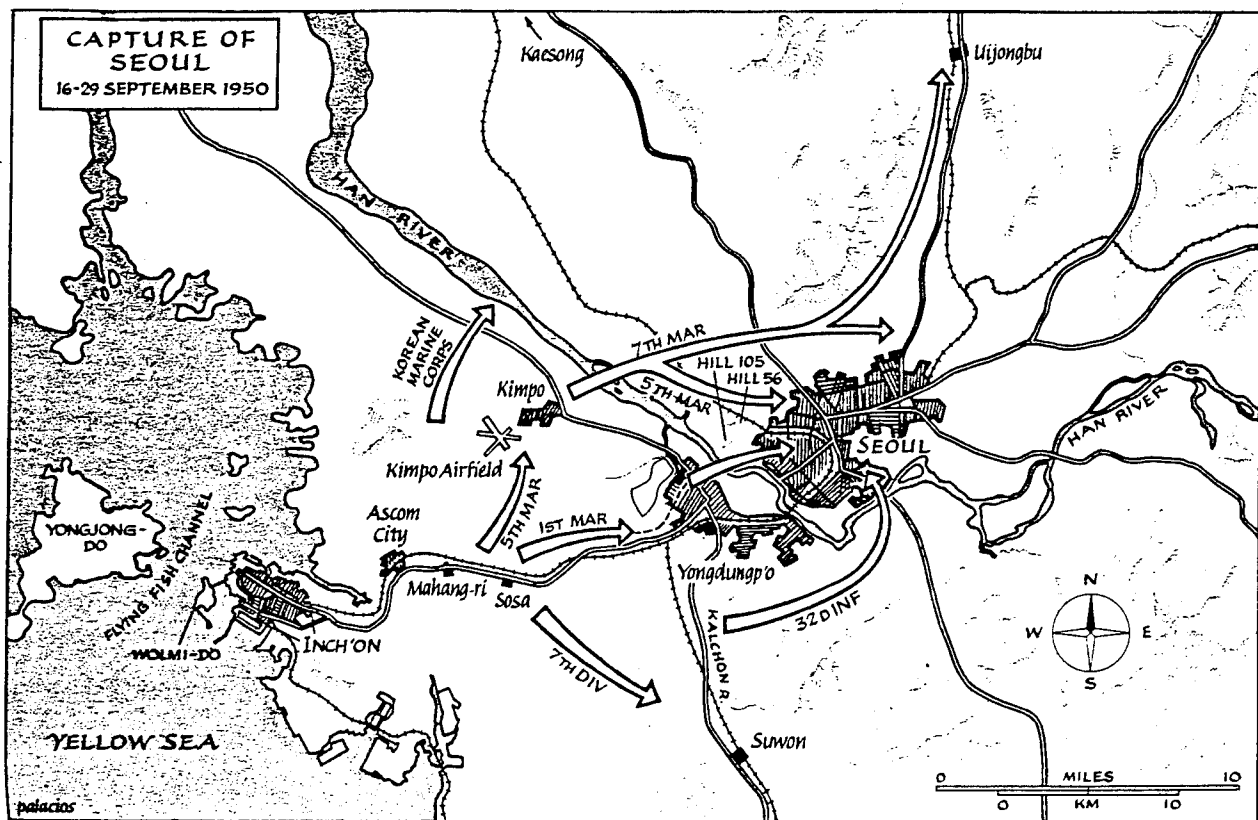 CAPTURE OF
SEOUL
16-29 SEPTEMBER 1950
Kaesong
Uijongbu
HAN RIVER
KOREAN
MARINE
CORPS
7TH MAR
HILL 105
HILL 56
5TH MAR
Kimpo
HAN RIVER
SEOUL
Kimpo Airfield
5TH MAR
1ST MAR
Ascom
City
YONGJONG-
DO
FLYING FISH CHANNEL
Mahang-ri
Sosa
Yongdungp'o
32D INF
KALCHON R.
N
W
E
S
INCH'ON
WOLMI-DO
7TH DIV
YELLOW SEA
Suwon
0 MILES 10
0 KM 10
palacios